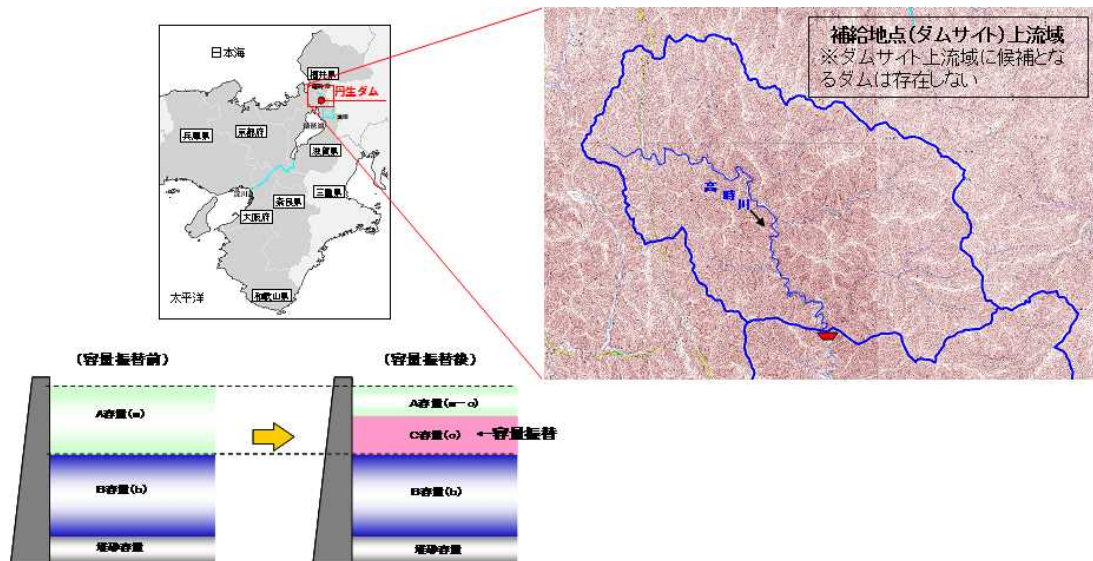 日本海
福井県
丹生ダム
兵庫県
京都府
滋賀県
三重県
奈良県
大阪府
和歌山県
太平洋
補給地点(ダムサイト)上流域
※ダムサイト上流域に候補とな
るダムは存在しない
高時川
(容量振替前)
A容量(a)
B容量(b)
堆砂容量
(容量振替後)
A容量(a-c)
C容量(c)
←容量振替
B容量(b)
堆砂容量